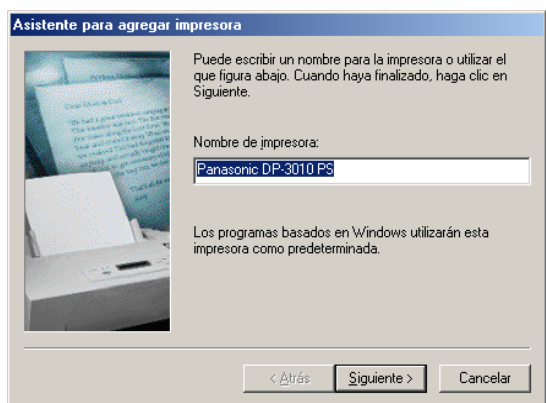 Asistente para agregar impresora
Puede escribir un nombre para la impresora o utilizar el
que figura abajo. Cuando haya finalizado, haga clic en
Siguiente.
Nombre de impresora:
Panasonic DP-3010 PS
Los programas basados en Windows utilizarán esta
impresora como predeterminada.
< Atrás
Siguiente >
Cancelar